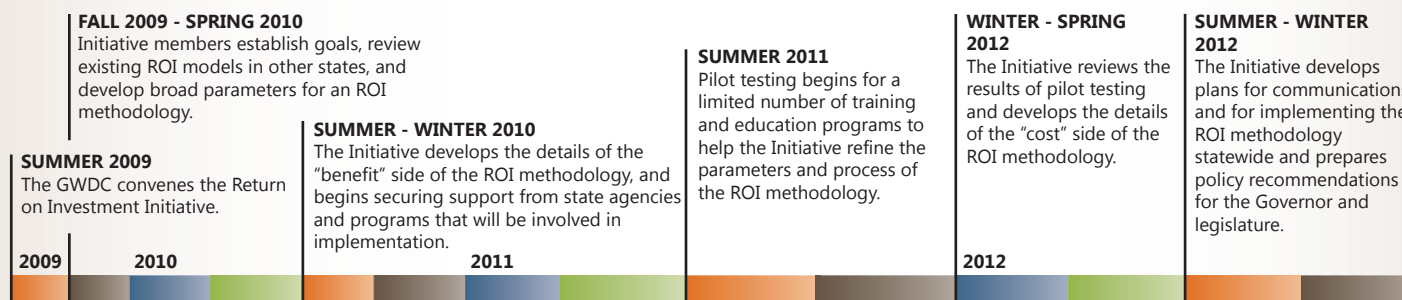 FALL 2009 - SPRING 2010
Initiative members establish goals, review
existing ROI models in other states, and
develop broad parameters for an ROI
methodology.
SUMMER 2009
The GWDC convenes the Return
on Investment Initiative.
SUMMER - WINTER 2010
The Initiative develops the details of the
“benefit” side of the ROI methodology, and
begins securing support from state agencies
and programs that will be involved in
implementation.
SUMMER 2011
Pilot testing begins for a
limited number of training
and education programs to
help the Initiative refine the
parameters and process of
the ROI methodology.
WINTER - SPRING
2012
The Initiative reviews the
results of pilot testing
and develops the details
of the “cost” side of the
ROI methodology.
SUMMER - WINTER
2012
The Initiative develops
plans for communications
and for implementing the
ROI methodology
statewide and prepares
policy recommendations
for the Governor and
legislature.
2009
2010
2011
2012